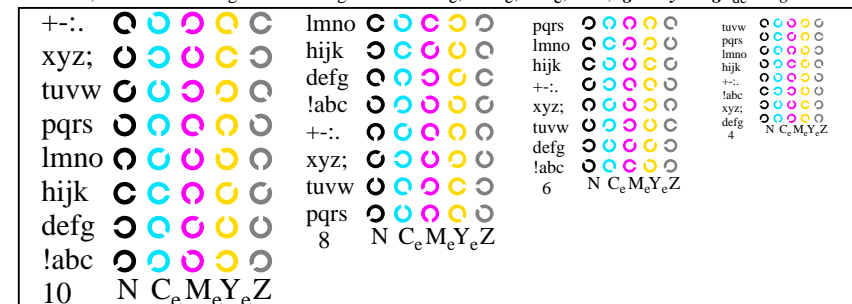 +-:.
xyz;
tuvw
pqrs
lmno
hijk
defg
!abc
10 N CeMeYeZ
lmno
hijk
defg
!abc
+-:.
xyz;
tuvw
pqrs
8 N CeMeYeZ
pqrs
lmno
hijk
+-:.
xyz;
tuvw
defg
!abc
6 N CeMeYeZ
tuvw
pqrs
lmno
hijk
+-:.
!abc
xyz;
defg
4 N CeMeYeZ